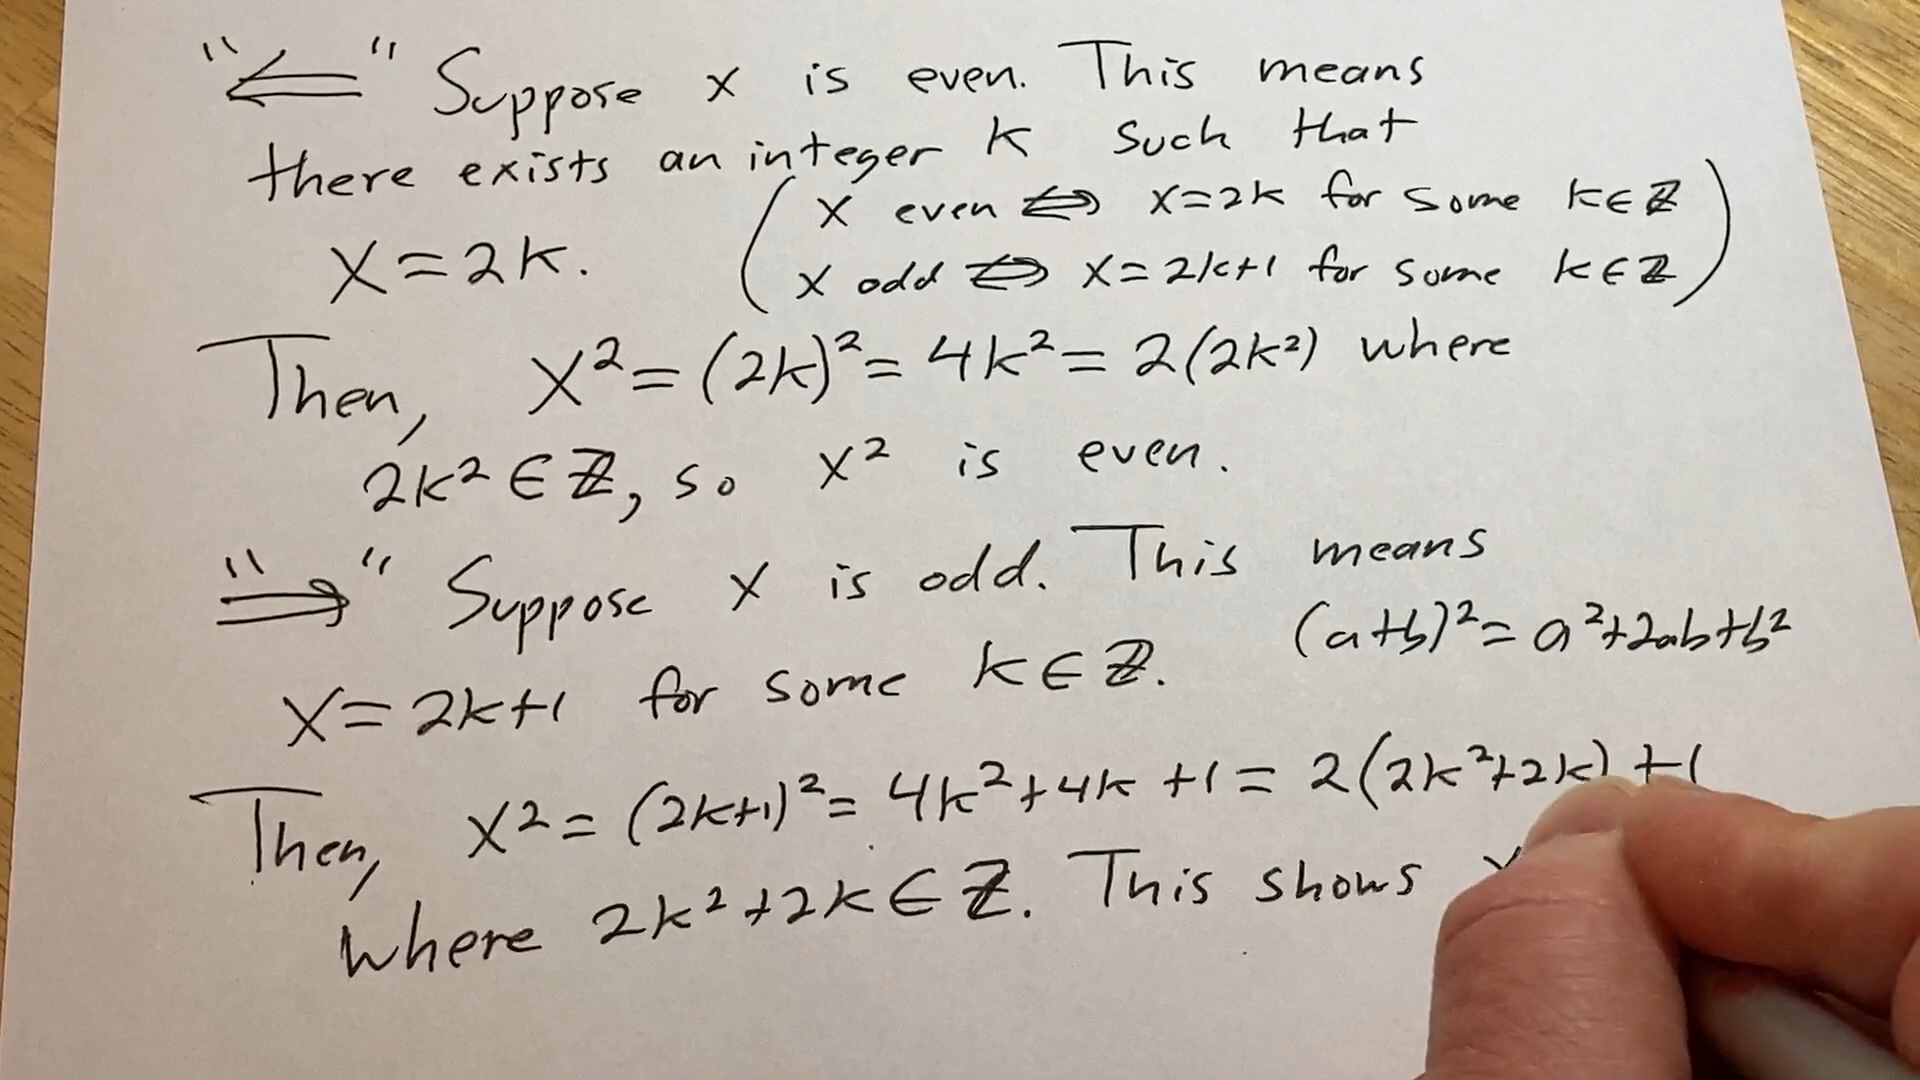 "⇐" Suppose x is even. This means
there exists an integer k such that
x = 2k.
(x even ⇔ x=2k for some k∈ℤ
x odd ⇔ x=2k+1 for some k∈ℤ)
Then, x² = (2k)² = 4k² = 2(2k²) where
2k² ∈ ℤ, so x² is even.
"⇒" Suppose x is odd. This means
(a+b)² = a²+2ab+b²
x = 2k+1 for some k∈ℤ.
Then, x² = (2k+1)² = 4k²+4k+1 = 2(2k²+2k)+1
where 2k²+2k∈ℤ. This shows